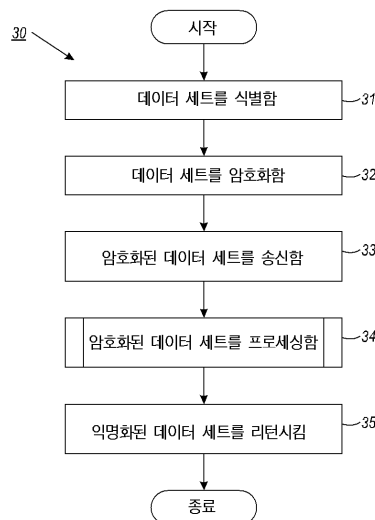 30
시작
데이터 세트를 식별함
31
데이터 세트를 암호화함
32
암호화된 데이터 세트를 송신함
33
암호화된 데이터 세트를 프로세싱함
34
익명화된 데이터 세트를 리턴시킴
35
종료